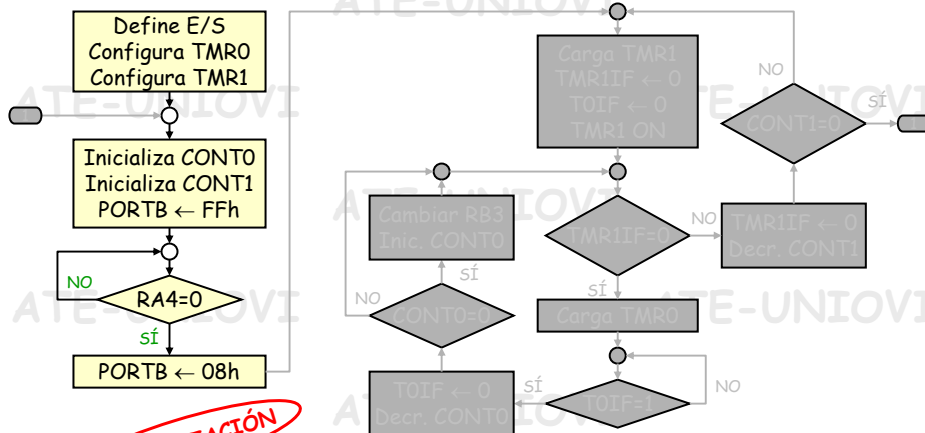 ATE-UNIOVI
Define E/S
Configura TMR0
Configura TMR1
Inicializa CONT0
Inicializa CONT1
PORTB ← FFh
NO
RA4=0
SÍ
PORTB ← 08h
Carga TMR1
TMR1IF ← 0
T0IF ← 0
TMR1 ON
NO
CONT1=0
SÍ
Cambiar RB3
Inic. CONT0
TMR1IF=0
NO
TMR1IF ← 0
Decr. CONT1
SÍ
NO
CONT0=0
SÍ
Carga TMR0
T0IF ← 0
Decr. CONT0
SÍ
T0IF=1
NO
ATE-UNIOVI
ATE-UNIOVI
ATE-UNIOVI